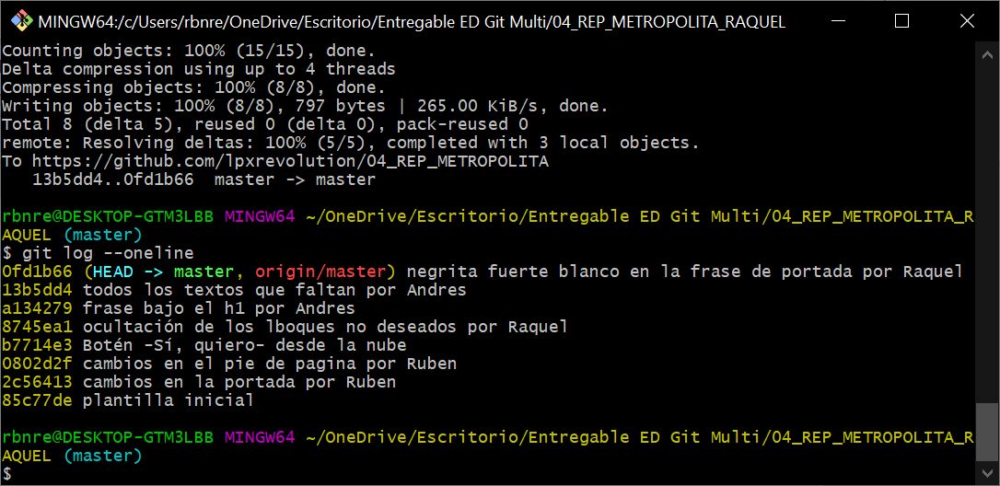 MINGW64:/c/Users/rbnre/OneDrive/Escritorio/Entregable ED Git Multi/04_REP_METROPOLITA_RAQUEL
Counting objects: 100% (15/15), done.
Delta compression using up to 4 threads
Compressing objects: 100% (8/8), done.
Writing objects: 100% (8/8), 797 bytes | 265.00 KiB/s, done.
Total 8 (delta 5), reused 0 (delta 0), pack-reused 0
remote: Resolving deltas: 100% (5/5), completed with 3 local objects.
To https://github.com/lpxrevolution/04_REP_METROPOLITA
   13b5dd4..0fd1b66  master -> master
rbnre@DESKTOP-GTM3LBB MINGW64 ~/OneDrive/Escritorio/Entregable ED Git Multi/04_REP_METROPOLITA_R
AQUEL (master)
$ git log --oneline
0fd1b66 (HEAD -> master, origin/master) negrita fuerte blanco en la frase de portada por Raquel
13b5dd4 todos los textos que faltan por Andres
a134279 frase bajo el h1 por Andres
8745ea1 ocultación de los lboques no deseados por Raquel
b7714e3 Botén -Sí, quiero- desde la nube
0802d2f cambios en el pie de pagina por Ruben
2c56413 cambios en la portada por Ruben
85c77de plantilla inicial
rbnre@DESKTOP-GTM3LBB MINGW64 ~/OneDrive/Escritorio/Entregable ED Git Multi/04_REP_METROPOLITA_R
AQUEL (master)
$